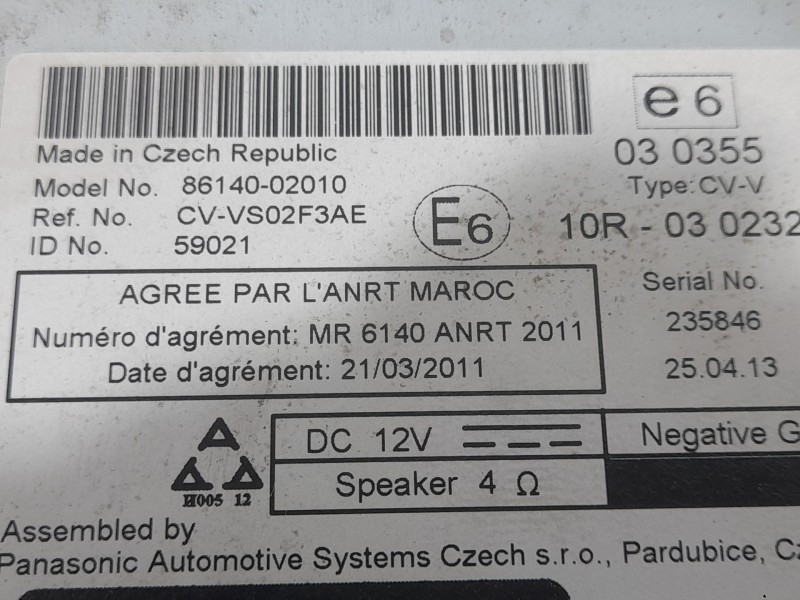 e6
Made in Czech Republic
030355
Model No. 86140-02010
Type:CV-V
Ref. No. CV-VS02F3AE
E6
10R - 03 0232
ID No. 59021
AGREE PAR L'ANRT MAROC
Serial No.
Numéro d'agrément: MR 6140 ANRT 2011
235846
Date d'agrément: 21/03/2011
25.04.13
DC 12V
Negative G
Speaker 4 Ω
H005 12
Assembled by
Panasonic Automotive Systems Czech s.r.o., Pardubice, Cz